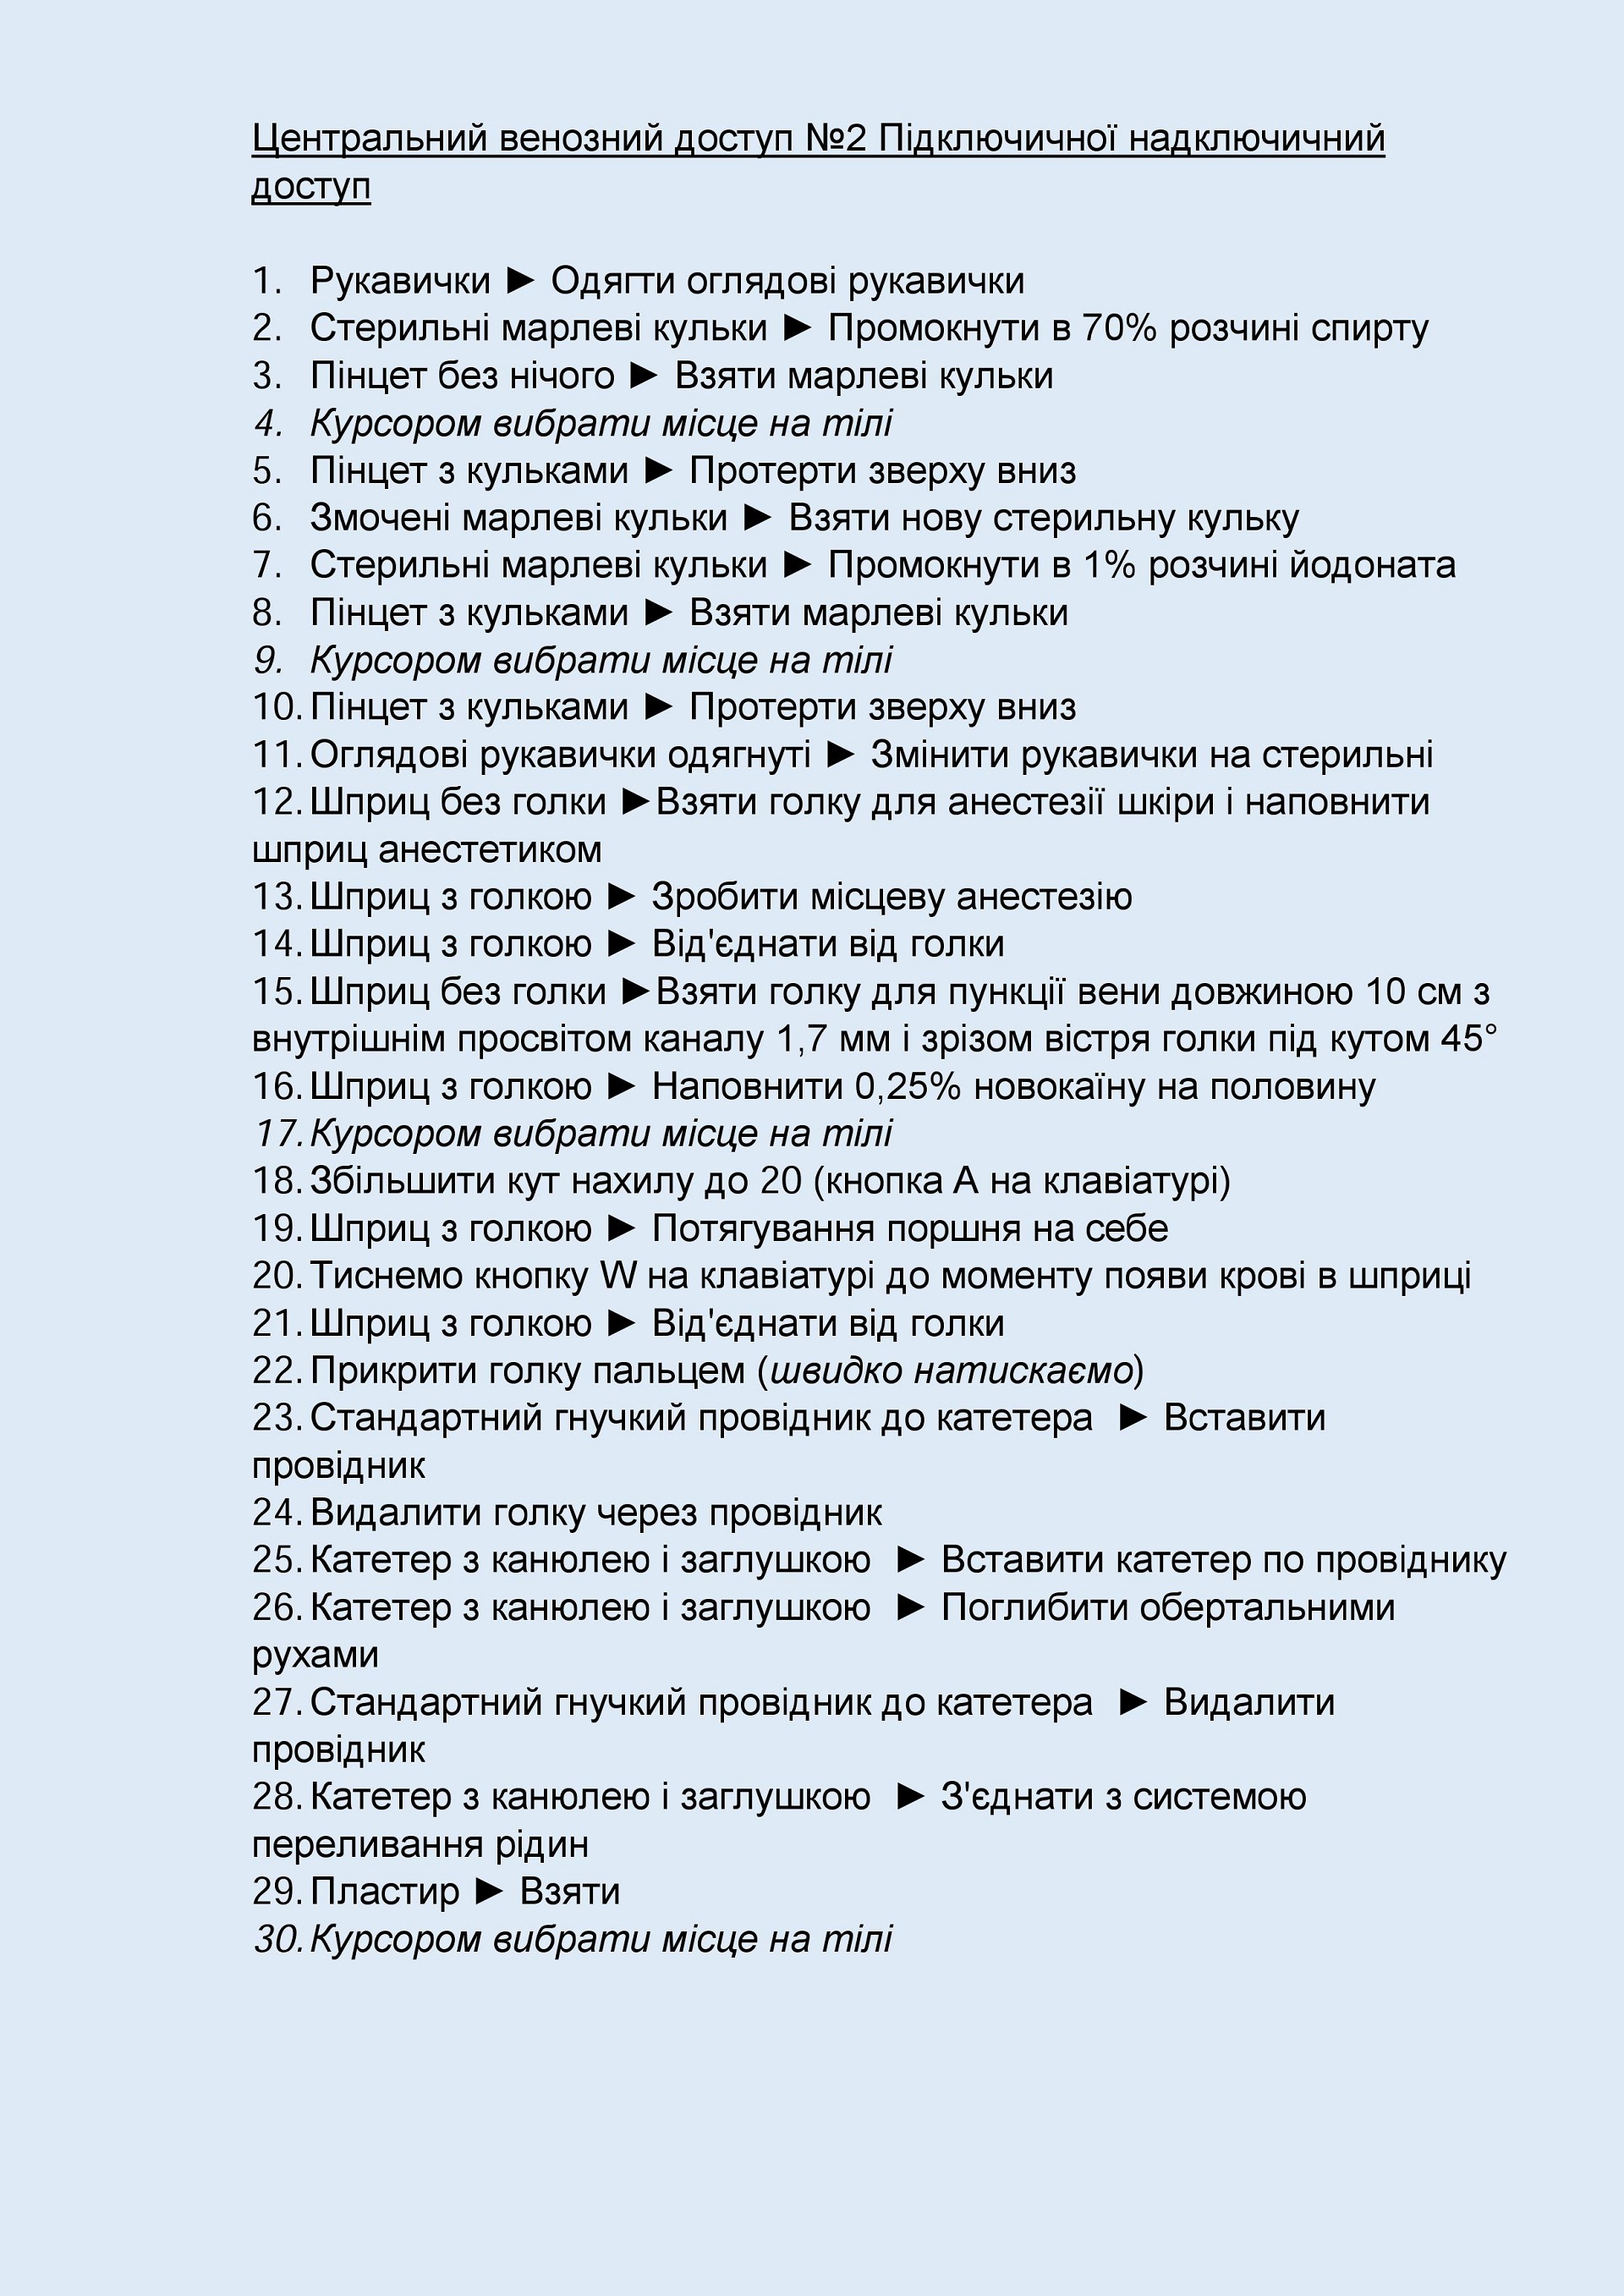 Центральний венозний доступ №2 Підключичної надключичний
доступ
1. Рукавички ► Одягти оглядові рукавички
2. Стерильні марлеві кульки ► Промокнути в 70% розчині спирту
3. Пінцет без нічого ► Взяти марлеві кульки
4. Курсором вибрати місце на тілі
5. Пінцет з кульками ► Протерти зверху вниз
6. Змочені марлеві кульки ► Взяти нову стерильну кульку
7. Стерильні марлеві кульки ► Промокнути в 1% розчині йодоната
8. Пінцет з кульками ► Взяти марлеві кульки
9. Курсором вибрати місце на тілі
10. Пінцет з кульками ► Протерти зверху вниз
11. Оглядові рукавички одягнуті ► Змінити рукавички на стерильні
12. Шприц без голки ►Взяти голку для анестезії шкіри і наповнити
шприц анестетиком
13. Шприц з голкою ► Зробити місцеву анестезію
14. Шприц з голкою ► Від'єднати від голки
15. Шприц без голки ►Взяти голку для пункції вени довжиною 10 см з
внутрішнім просвітом каналу 1,7 мм і зрізом вістря голки під кутом 45°
16. Шприц з голкою ► Наповнити 0,25% новокаїну на половину
17. Курсором вибрати місце на тілі
18. Збільшити кут нахилу до 20 (кнопка А на клавіатурі)
19. Шприц з голкою ► Потягування поршня на себе
20. Тиснемо кнопку W на клавіатурі до моменту появи крові в шприці
21. Шприц з голкою ► Від'єднати від голки
22. Прикрити голку пальцем (швидко натискаємо)
23. Стандартний гнучкий провідник до катетера ► Вставити
провідник
24. Видалити голку через провідник
25. Катетер з канюлею і заглушкою ► Вставити катетер по провіднику
26. Катетер з канюлею і заглушкою ► Поглибити обертальними
рухами
27. Стандартний гнучкий провідник до катетера ► Видалити
провідник
28. Катетер з канюлею і заглушкою ► З'єднати з системою
переливання рідин
29. Пластир ► Взяти
30. Курсором вибрати місце на тілі